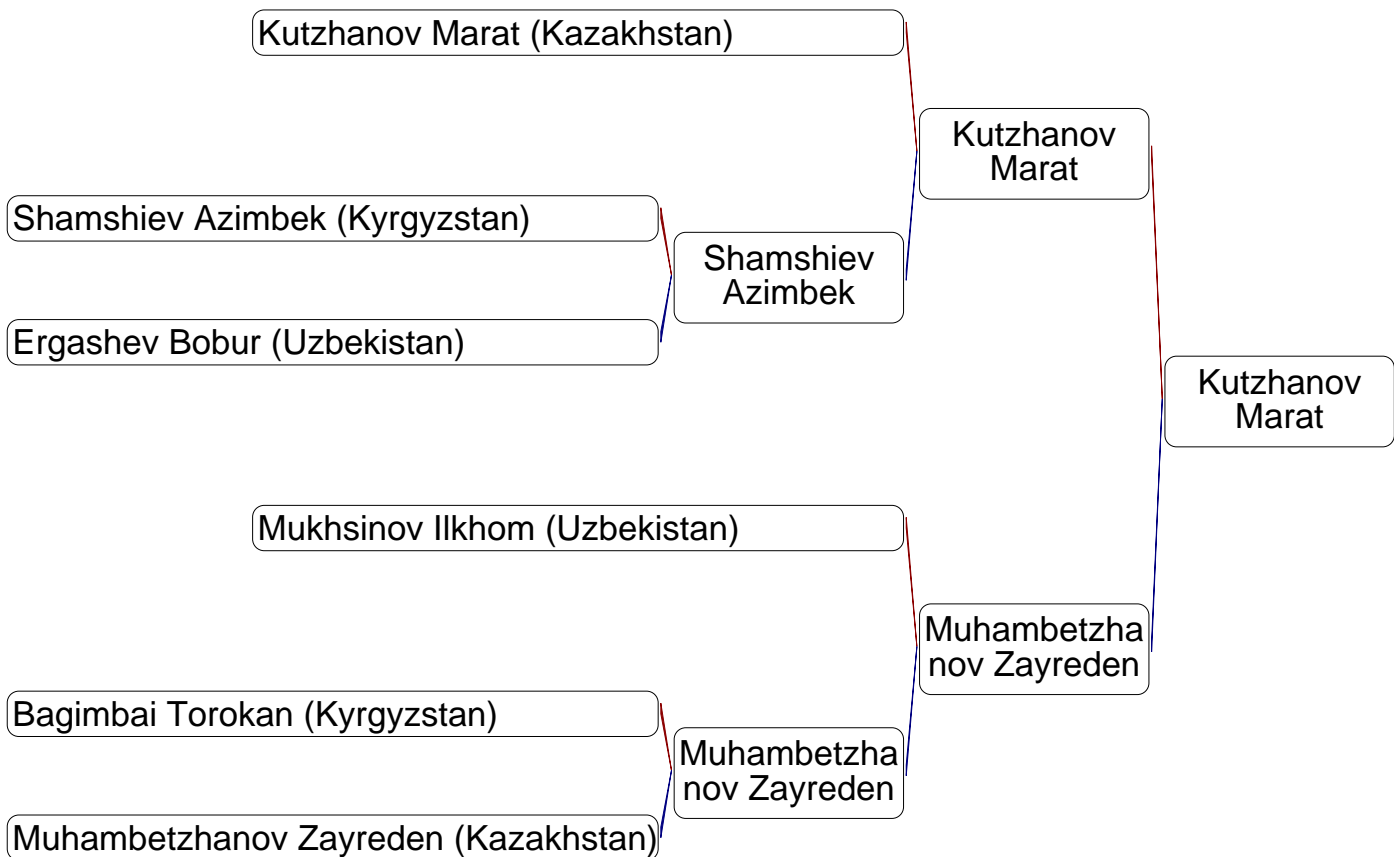 Kutzhanov Marat (Kazakhstan)
Kutzhanov
Marat
Shamshiev Azimbek (Kyrgyzstan)
Shamshiev
Azimbek
Ergashev Bobur (Uzbekistan)
Kutzhanov
Marat
Mukhsinov Ilkhom (Uzbekistan)
Muhambetzha
nov Zayreden
Bagimbai Torokan (Kyrgyzstan)
Muhambetzha
nov Zayreden
Muhambetzhanov Zayreden (Kazakhstan)